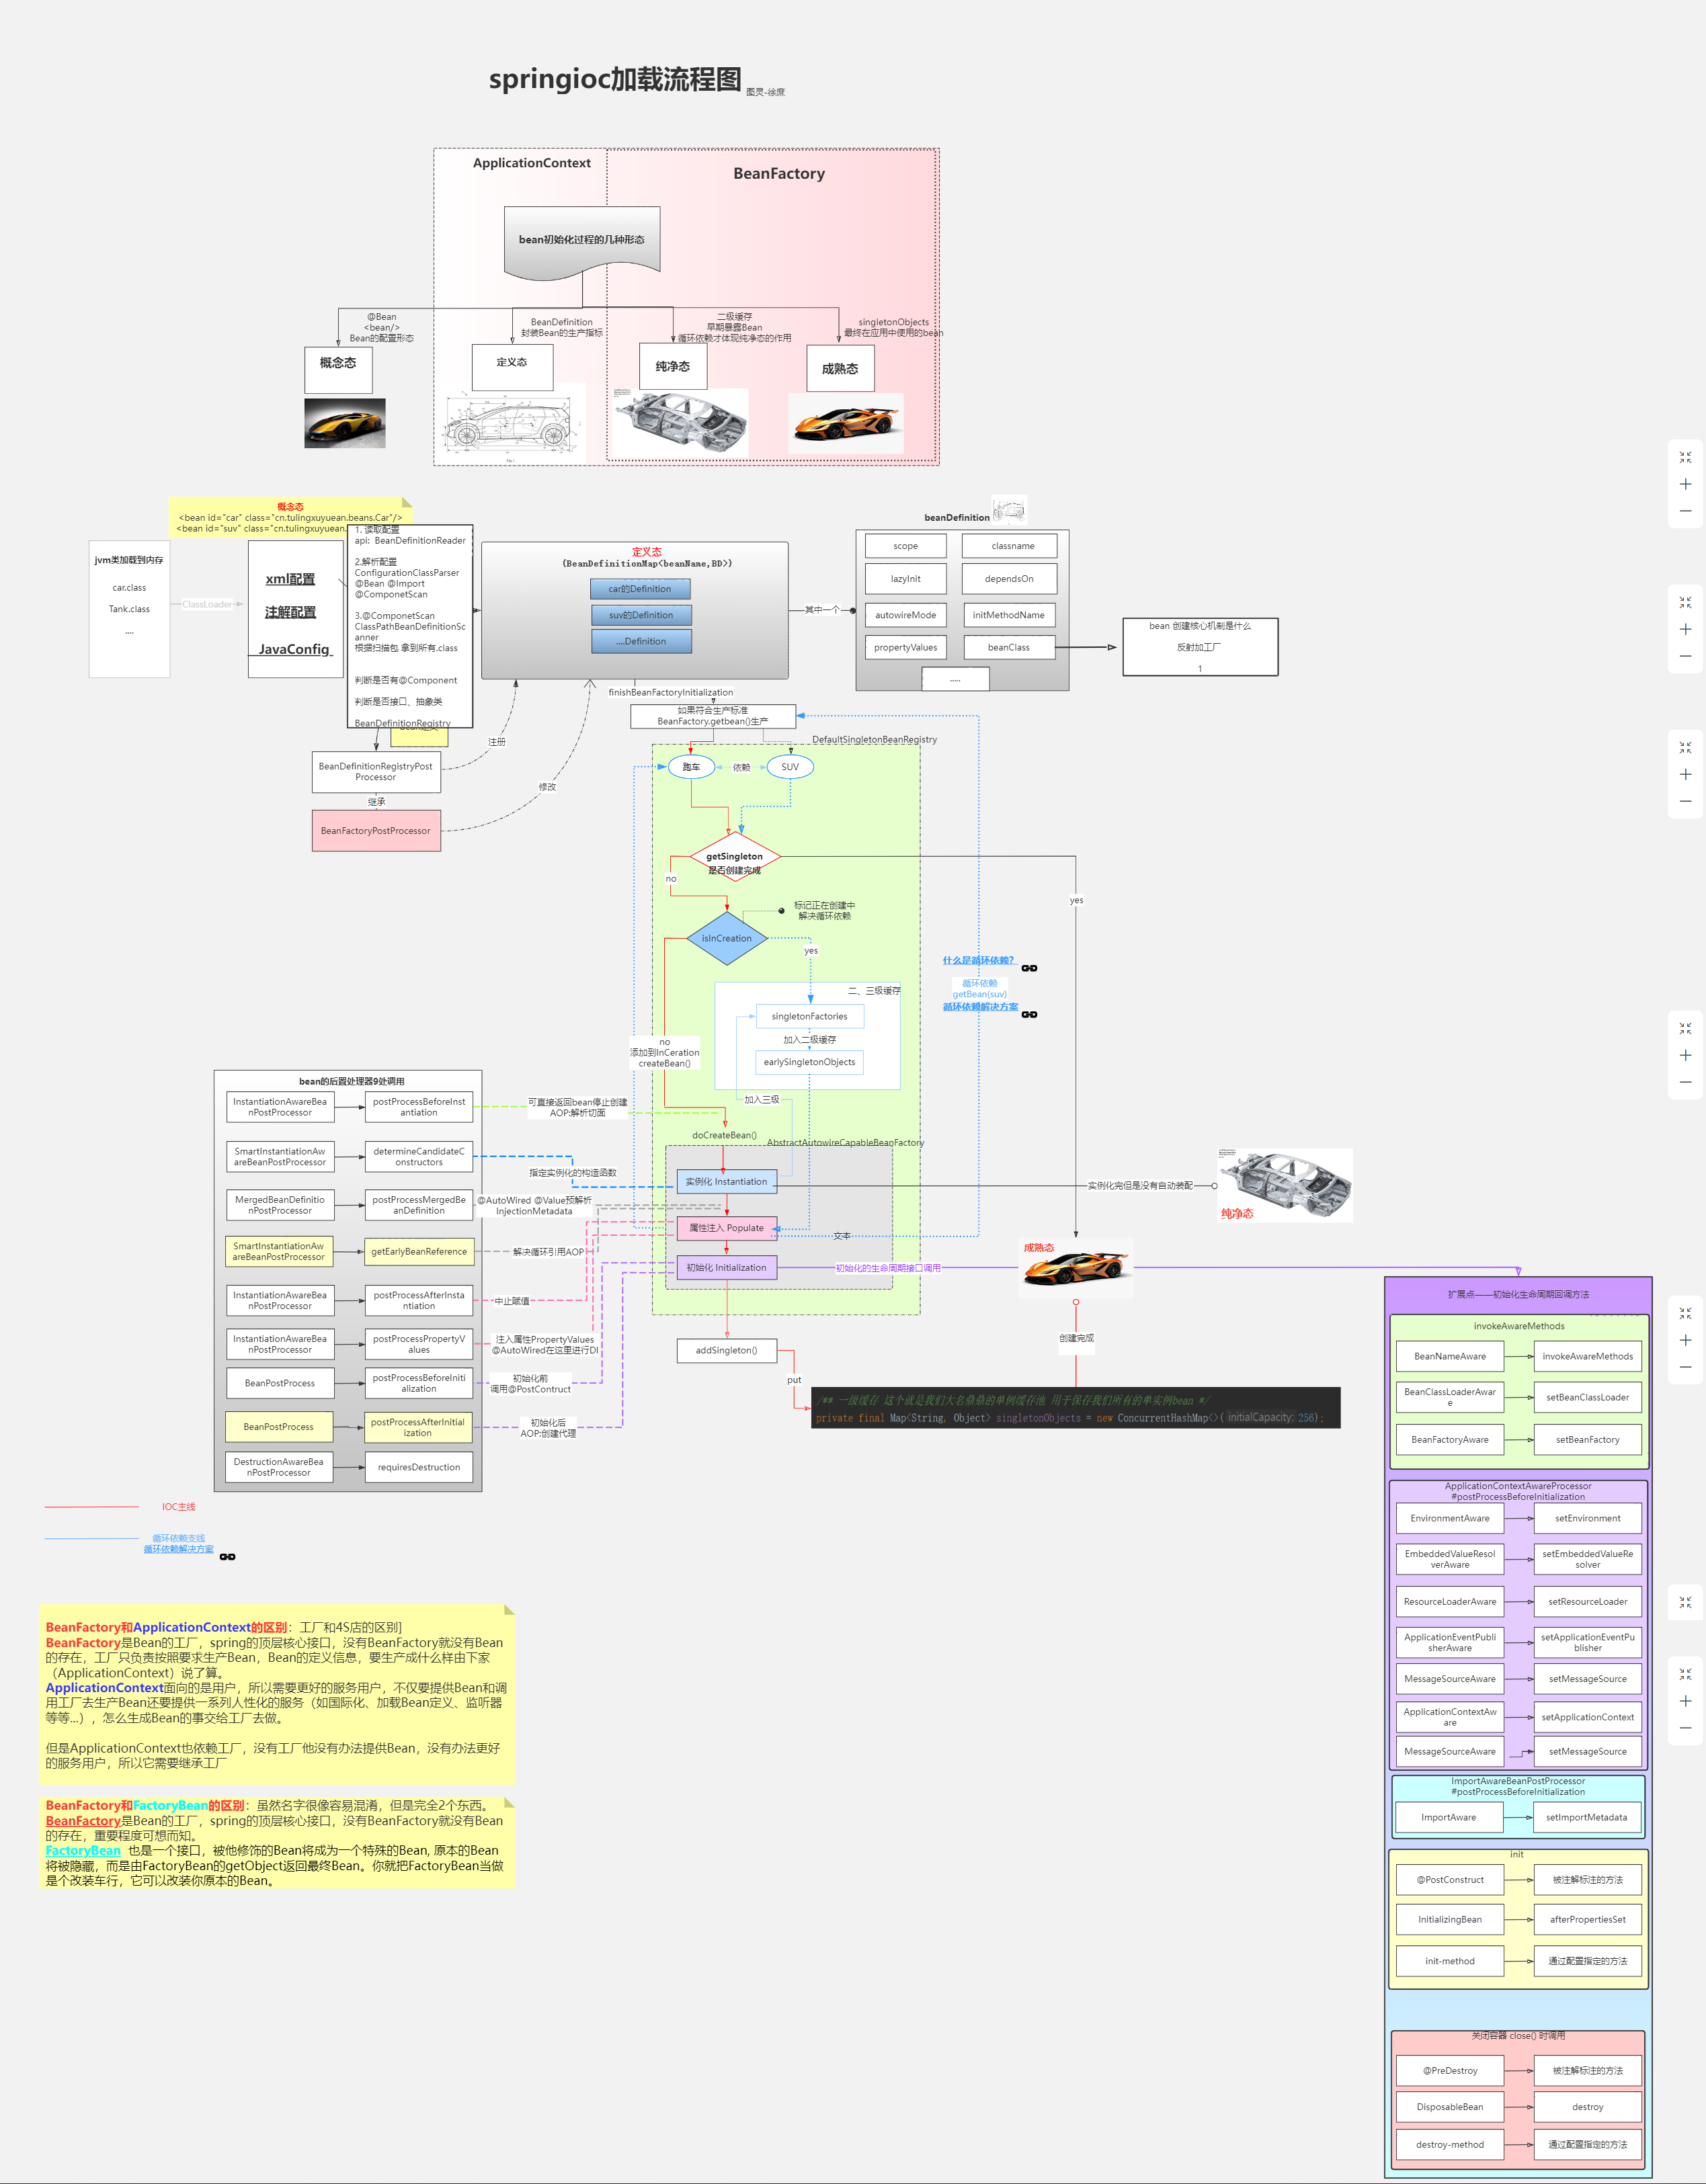 springioc加载流程图
图灵-徐庶
ApplicationContext
BeanFactory
bean初始化过程的几种形态
@Bean
<bean/>
Bean的配置形态
BeanDefinition
封装Bean的生产指标
二级缓存
早期暴露Bean
循环依赖才体现纯净态的作用
singletonObjects
最终在应用中使用的bean
概念态
定义态
纯净态
成熟态
概念态
<bean id="car" class="cn.tulingxuyuean.beans.Car"/>
<bean id="suv" class="cn.tulingxuyuean.
jvm类加载到内存
car.class
Tank.class
....
ClassLoader
xml配置
注解配置
JavaConfig
1. 读取配置
api: BeanDefinitionReader
2.解析配置
ConfigurationClassParser
@Bean @Import
@ComponetScan
3.@ComponetScan
ClassPathBeanDefinitionSc
anner
根据扫描包 拿到所有.class
判断是否有@Component
判断是否接口、抽象类
BeanDefinitionRegistry
定义态
(BeanDefinitionMap<beanName,BD>)
car的Definition
suv的Definition
....Definition
其中一个
beanDefinition
scope
classname
lazyInit
dependsOn
autowireMode
initMethodName
propertyValues
beanClass
.....
bean 创建核心机制是什么
反射加工厂
1
BeanDefinitionRegistryPost
Processor
继承
BeanFactoryPostProcessor
注册
修改
finishBeanFactoryInitialization
如果符合生产标准
BeanFactory.getbean()生产
DefaultSingletonBeanRegistry
跑车
依赖
SUV
getSingleton
是否创建完成
no
yes
标记正在创建中
解决循环依赖
isInCreation
yes
什么是循环依赖？
循环依赖
getBean(suv)
循环依赖解决方案
二、三级缓存
singletonFactories
加入二级缓存
earlySingletonObjects
no
添加到InCeration
createBean()
加入三级
doCreateBean()
AbstractAutowireCapableBeanFactory
实例化 Instantiation
属性注入 Populate
文本
初始化 Initialization
实例化完但是没有自动装配
纯净态
成熟态
初始化的生命周期接口调用
创建完成
addSingleton()
put
/** 一级缓存 这个就是我们大名鼎鼎的单例缓存池 用于保存我们所有的单实例bean */
private final Map<String, Object> singletonObjects = new ConcurrentHashMap<>( initialCapacity: 256);
bean的后置处理器9处调用
InstantiationAwareBea
nPostProcessor
postProcessBeforeInst
antiation
可直接返回bean停止创建
AOP:解析切面
SmartInstantiationAw
areBeanPostProcessor
determineCandidateC
onstructors
指定实例化的构造函数
MergedBeanDefinitio
nPostProcessor
postProcessMergedBe
anDefinition
@AutoWired @Value预解析
InjectionMetadata
SmartInstantiationAw
areBeanPostProcessor
getEarlyBeanReference
解决循环引用AOP
InstantiationAwareBea
nPostProcessor
postProcessAfterInsta
ntiation
中止赋值
InstantiationAwareBea
nPostProcessor
postProcessPropertyV
alues
注入属性PropertyValues
@AutoWired在这里进行DI
BeanPostProcess
postProcessBeforeIniti
alization
初始化前
调用@PostContruct
BeanPostProcess
postProcessAfterInitial
ization
初始化后
AOP:创建代理
DestructionAwareBea
nPostProcessor
requiresDestruction
IOC主线
循环依赖支线
循环依赖解决方案
BeanFactory和ApplicationContext的区别：工厂和4S店的区别]
BeanFactory是Bean的工厂，spring的顶层核心接口，没有BeanFactory就没有Bean
的存在，工厂只负责按照要求生产Bean，Bean的定义信息，要生产成什么样由下家
（ApplicationContext）说了算。
ApplicationContext面向的是用户，所以需要更好的服务用户，不仅要提供Bean和调
用工厂去生产Bean还要提供一系列人性化的服务（如国际化、加载Bean定义、监听器
等等...），怎么生成Bean的事交给工厂去做。
但是ApplicationContext也依赖工厂，没有工厂他没有办法提供Bean，没有办法更好
的服务用户，所以它需要继承工厂
BeanFactory和FactoryBean的区别：虽然名字很像容易混淆，但是完全2个东西。
BeanFactory是Bean的工厂，spring的顶层核心接口，没有BeanFactory就没有Bean
的存在，重要程度可想而知。
FactoryBean 也是一个接口，被他修饰的Bean将成为一个特殊的Bean, 原本的Bean
将被隐藏，而是由FactoryBean的getObject返回最终Bean。你就把FactoryBean当做
是个改装车行，它可以改装你原本的Bean。
扩展点——初始化生命周期回调方法
invokeAwareMethods
BeanNameAware
invokeAwareMethods
BeanClassLoaderAwar
e
setBeanClassLoader
BeanFactoryAware
setBeanFactory
ApplicationContextAwareProcessor
#postProcessBeforeInitialization
EnvironmentAware
setEnvironment
EmbeddedValueResol
verAware
setEmbeddedValueRe
solver
ResourceLoaderAware
setResourceLoader
ApplicationEventPubli
sherAware
setApplicationEventPu
blisher
MessageSourceAware
setMessageSource
ApplicationContextAw
are
setApplicationContext
MessageSourceAware
setMessageSource
ImportAwareBeanPostProcessor
#postProcessBeforeInitialization
ImportAware
setImportMetadata
init
@PostConstruct
被注解标注的方法
InitializingBean
afterPropertiesSet
init-method
通过配置指定的方法
关闭容器 close() 时调用
@PreDestroy
被注解标注的方法
DisposableBean
destroy
destroy-method
通过配置指定的方法